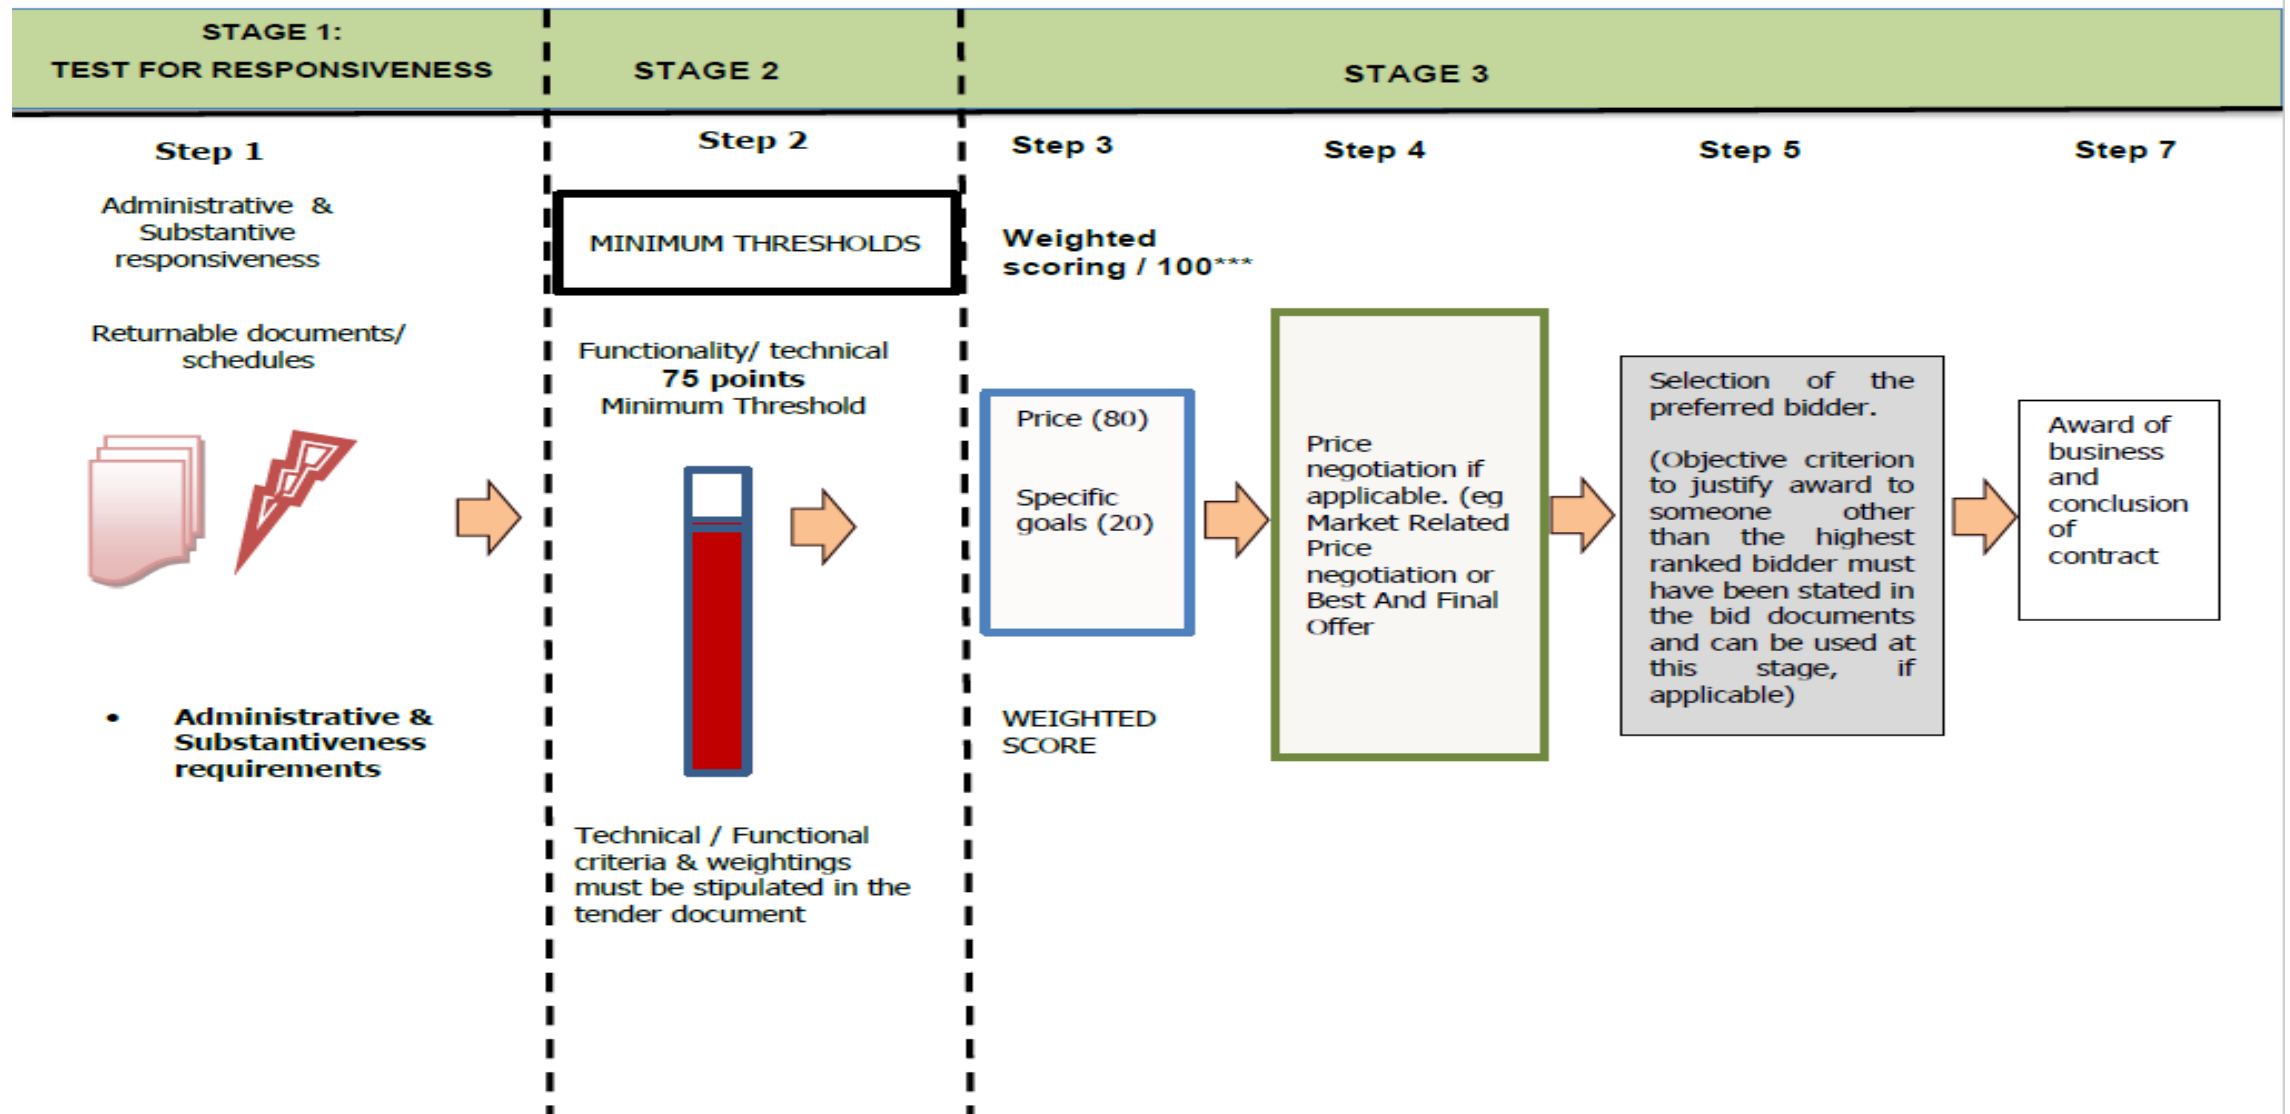 STAGE 1:
TEST FOR RESPONSIVENESS
STAGE 2
STAGE 3
Step 1
Administrative &
Substantive
responsiveness
Returnable documents/
schedules
• Administrative &
Substantiveness
requirements
Step 2
MINIMUM THRESHOLDS
Functionality/ technical
75 points
Minimum Threshold
Technical / Functional
criteria & weightings
must be stipulated in the
tender document
Step 3
Weighted
scoring / 100***
Price (80)
Specific
goals (20)
WEIGHTED
SCORE
Step 4
Price
negotiation if
applicable. (eg
Market Related
Price
negotiation or
Best And Final
Offer
Step 5
Selection of the
preferred bidder.
(Objective criterion
to justify award to
someone other
than the highest
ranked bidder must
have been stated in
the bid documents
and can be used at
this stage, if
applicable)
Step 7
Award of
business
and
conclusion
of
contract